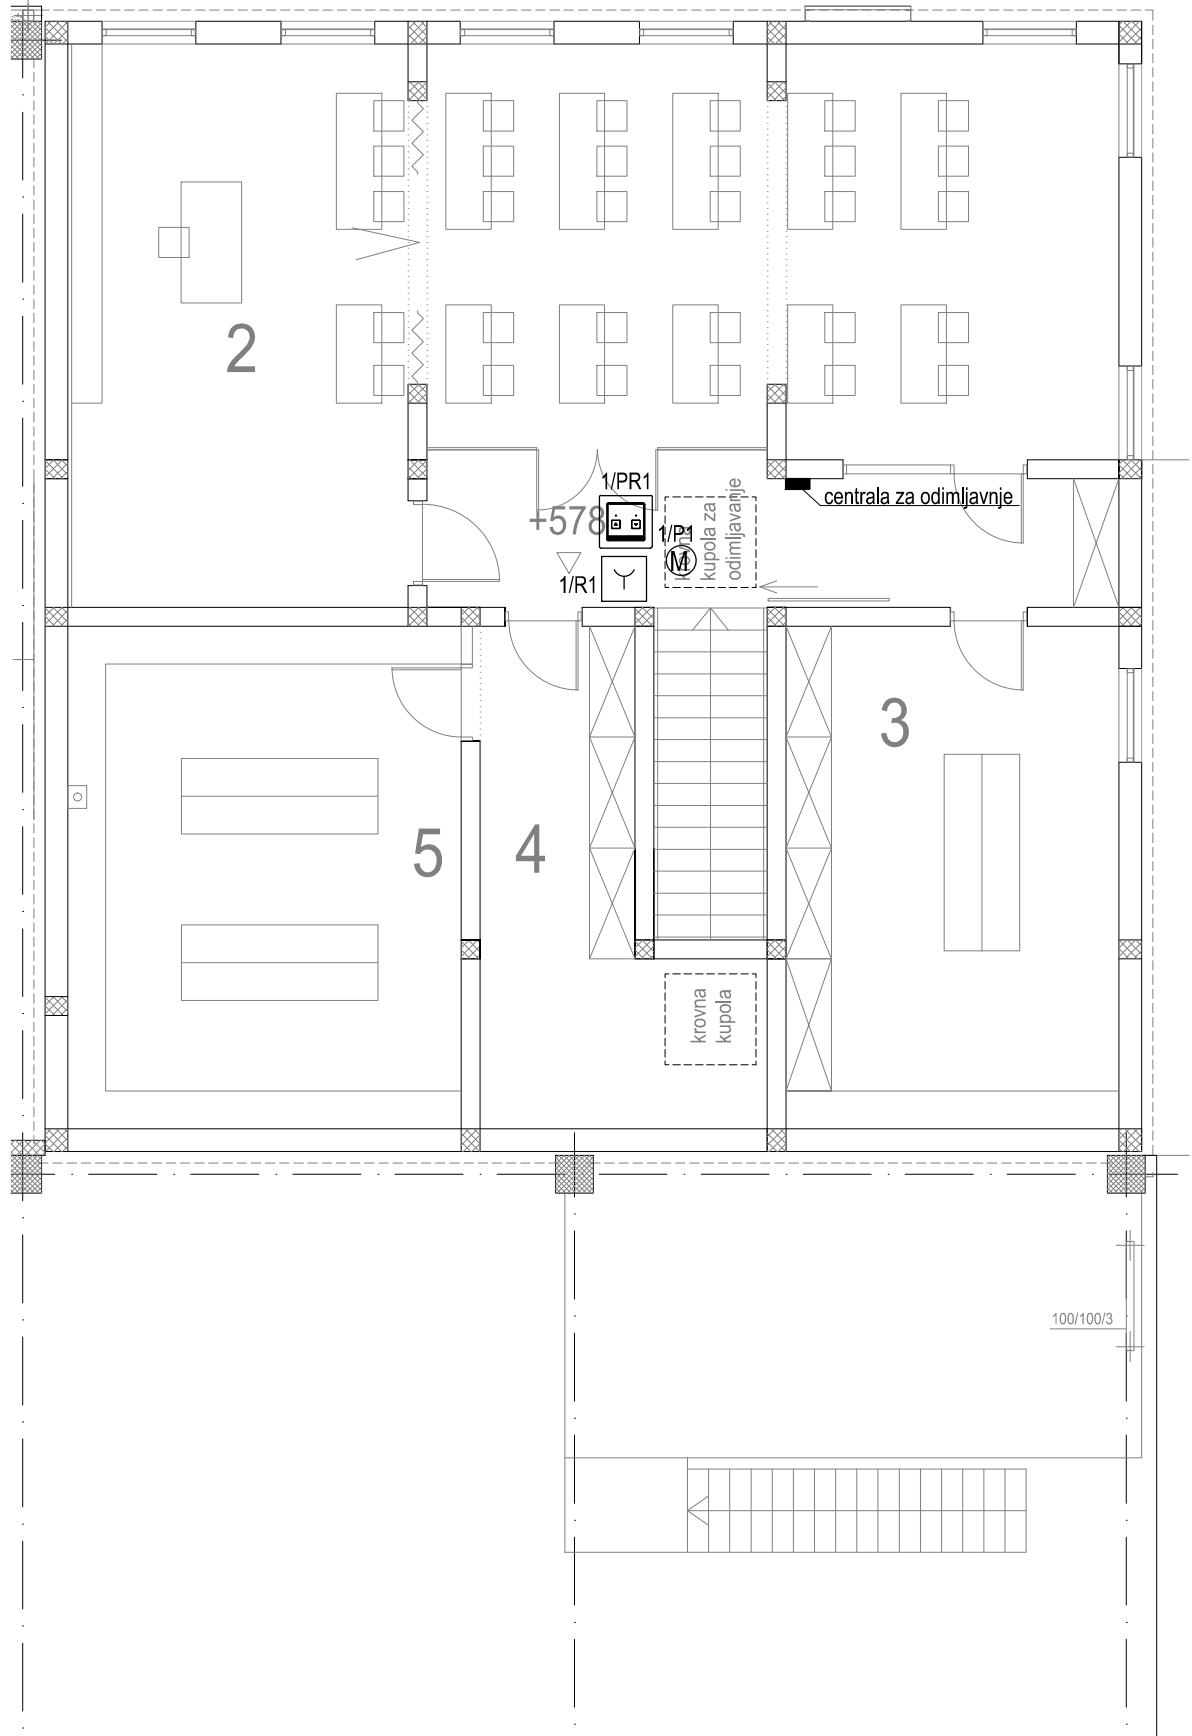 2
1/PR1
centrala za odimljavnje
+578
1/P1
M
krovna
kupola za
odimljavanje
1/R1
3
5
4
krovna
kupola
100/100/3